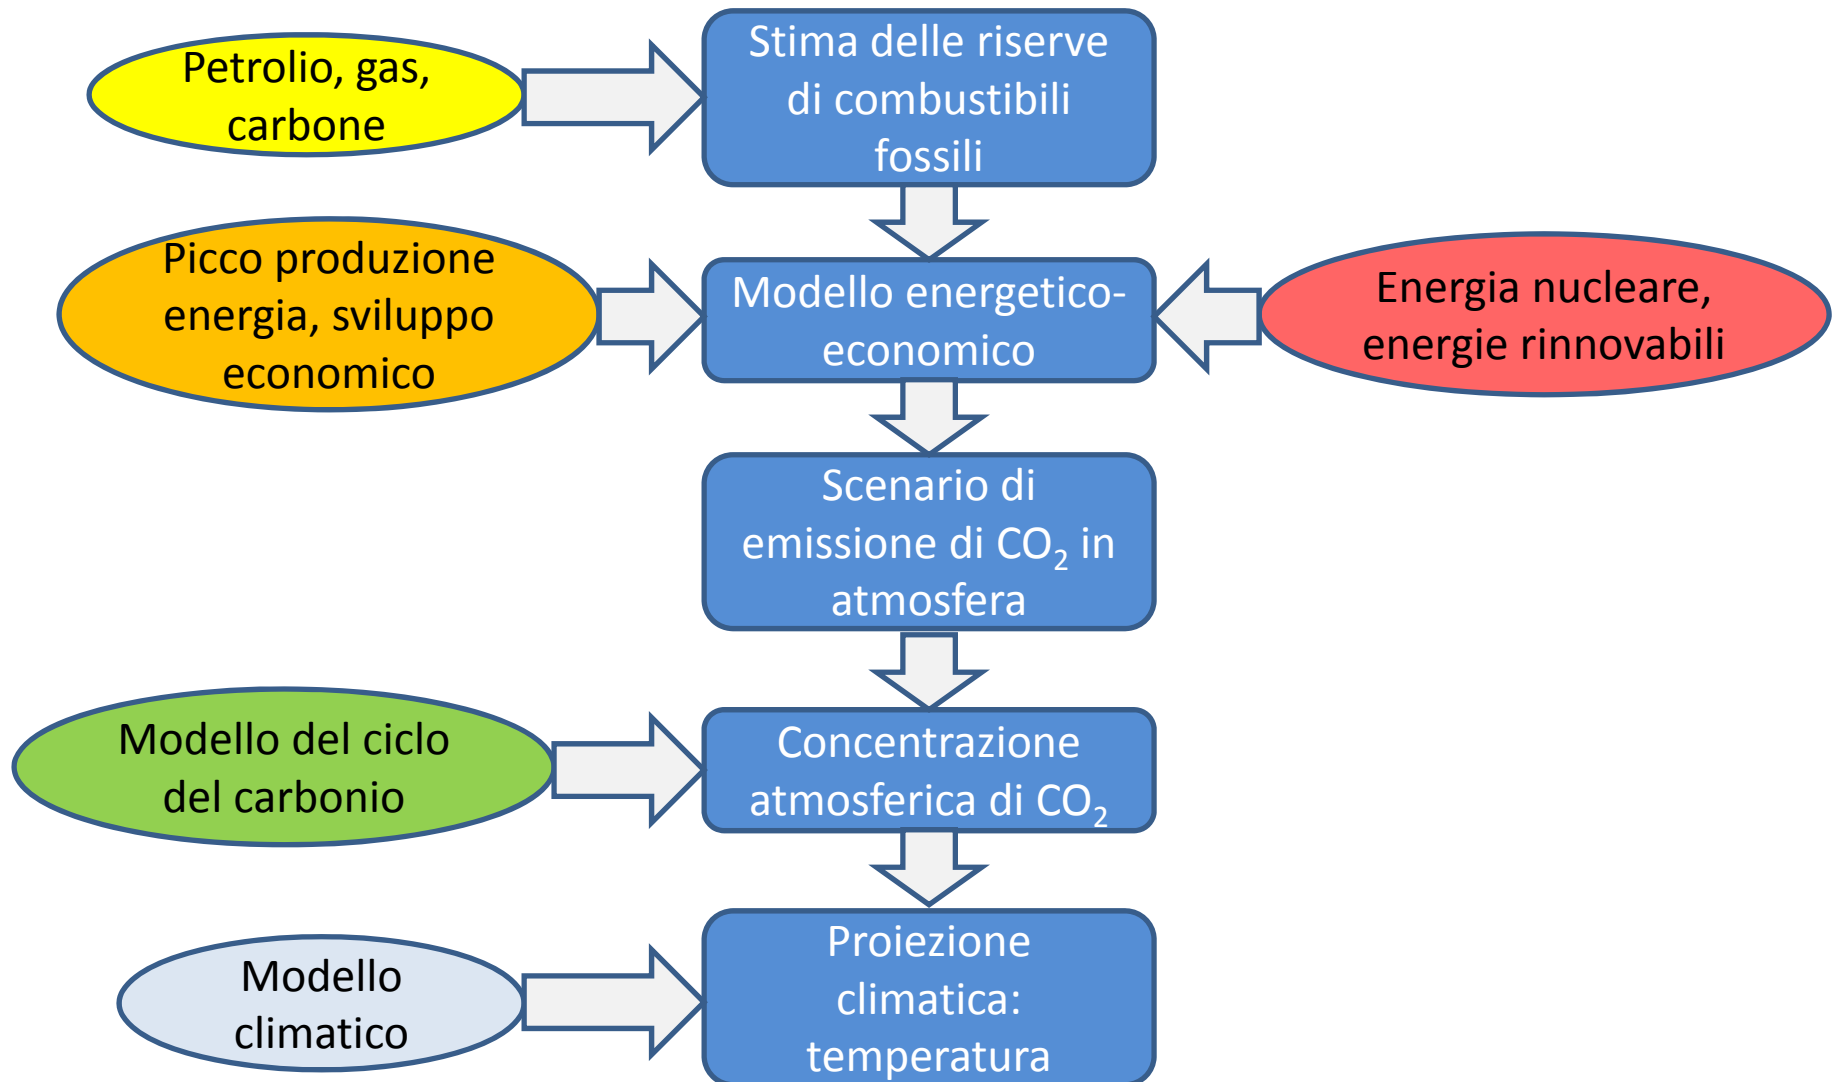 Petrolio, gas,
carbone
Stima delle riserve
di combustibili
fossili
Picco produzione
energia, sviluppo
economico
Modello energetico-
economico
Energia nucleare,
energie rinnovabili
Scenario di
emissione di CO₂ in
atmosfera
Modello del ciclo
del carbonio
Concentrazione
atmosferica di CO₂
Modello
climatico
Proiezione
climatica:
temperatura